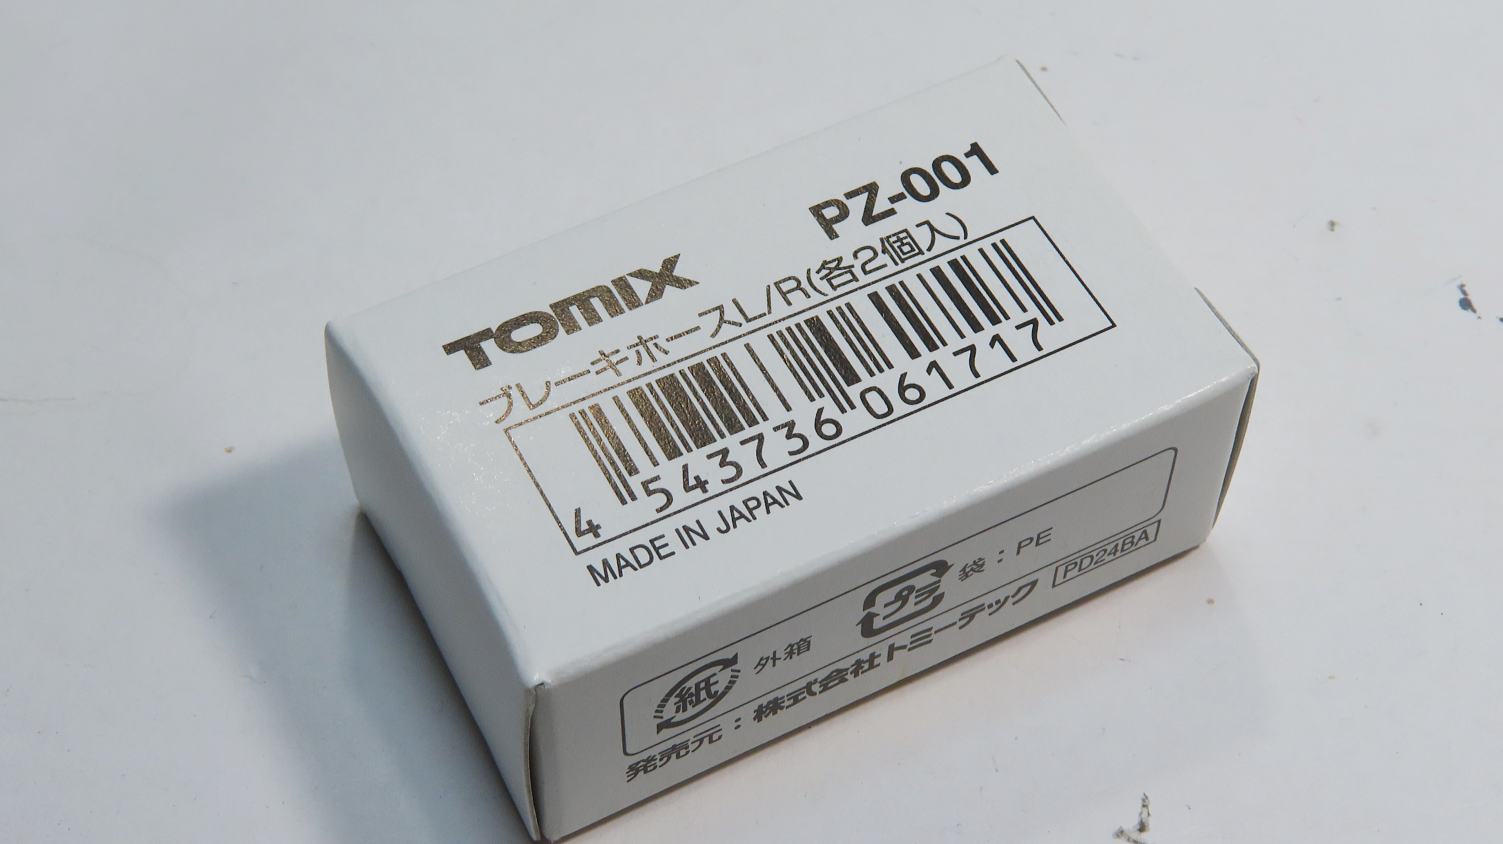 TOMIX PZ-001
ブレーキホースL/R(各2個入)
4 543736 061717
MADE IN JAPAN
紙 外箱 プラ 袋：PE
発売元：株式会社トミーテック PD24BA